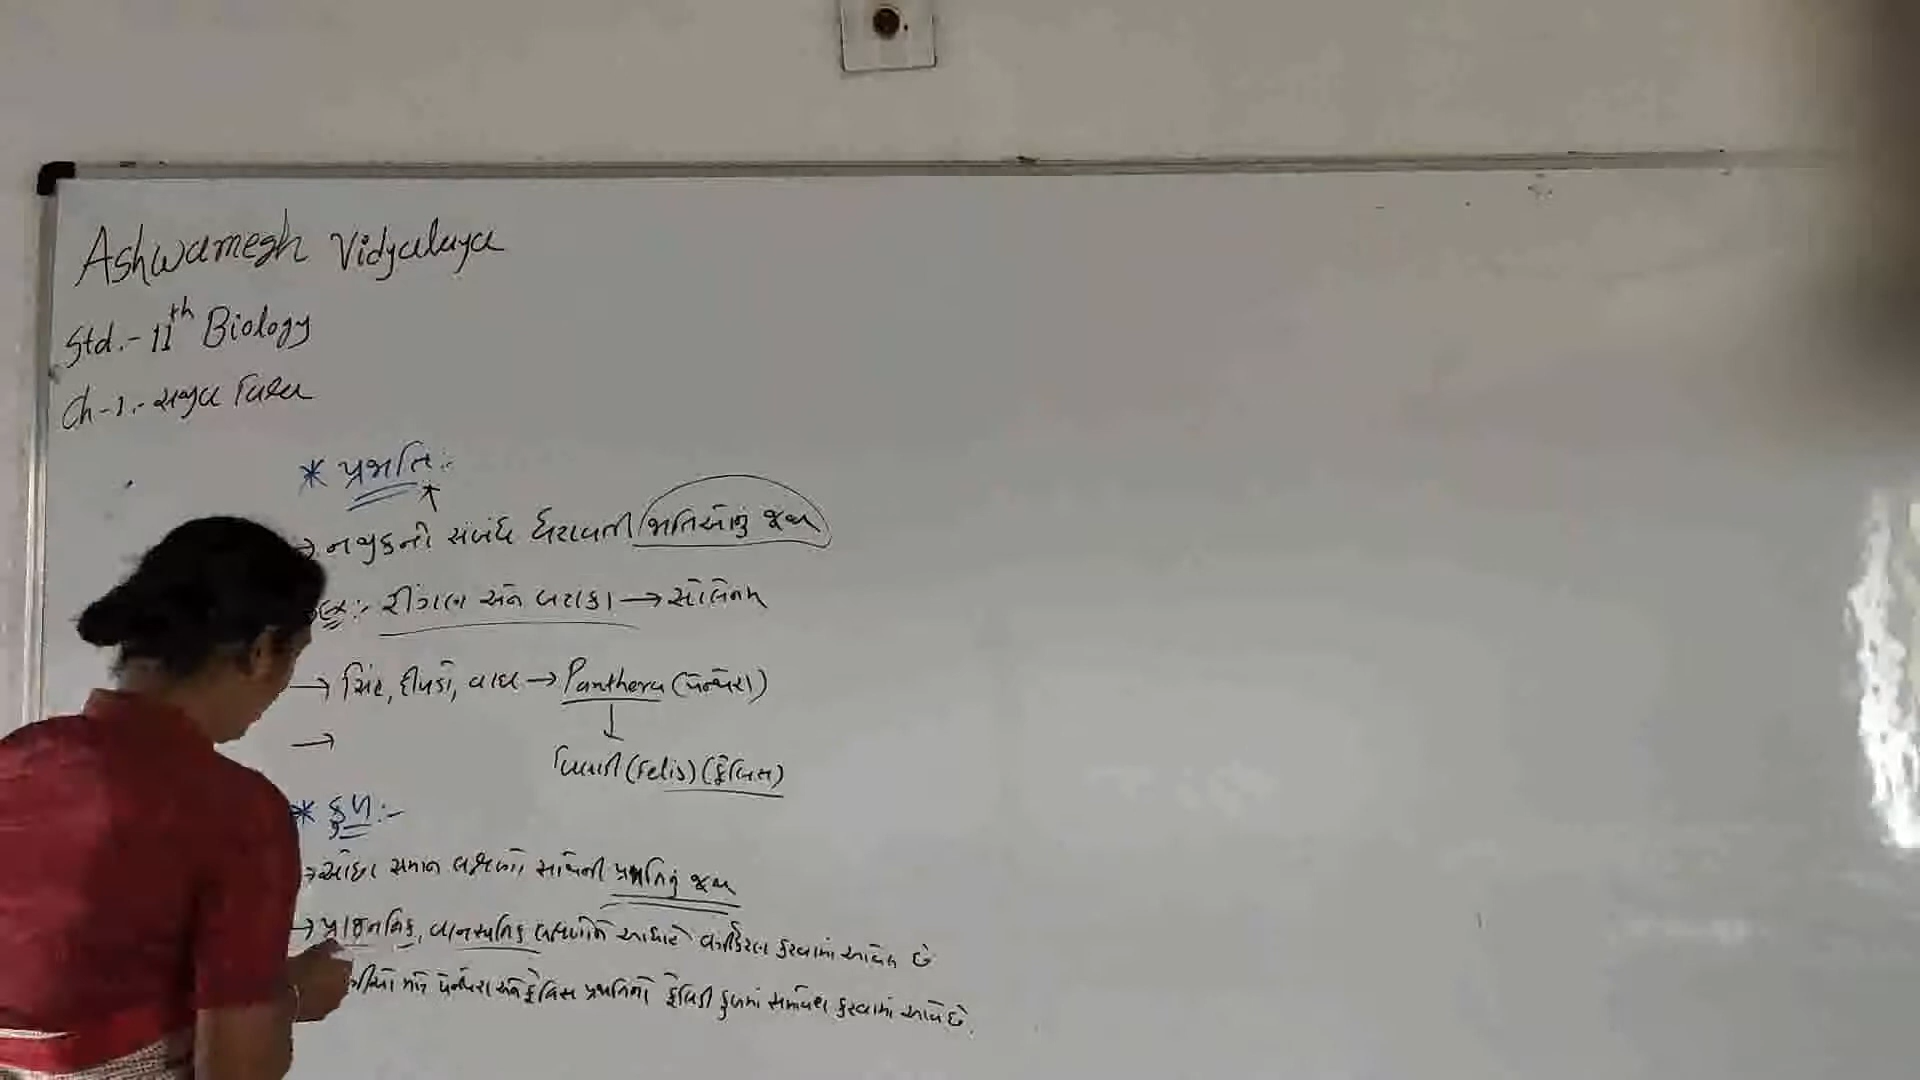 Ashwamegh Vidyalaya
Std.- 11th Biology
Ch-1.- સજીવ વિશ્વ
* પ્રજાતિ:-
→ નજીકનો સંબંધ ધરાવતી જાતિઓનું જૂથ
ઉદા:- રીંગણ અને બટાકા → સોલેનમ
→ સિંહ, દીપડો, વાઘ → Panthera (પેન્થેરા)
→
બિલાડી (Felis) (ફેલિસ)
* કુળ:-
→ ઓછા સમાન લક્ષણો સાથેની પ્રજાતિનું જૂથ
→ પ્રાજનનિક, વાનસ્પતિક લક્ષણોને આધારે વર્ગીકરણ કરવામાં આવેલ છે
માટે પેન્થેરા અને ફેલિસ પ્રજાતિનો ફેલિડી કુળમાં સમાવેશ કરવામાં આવે છે.